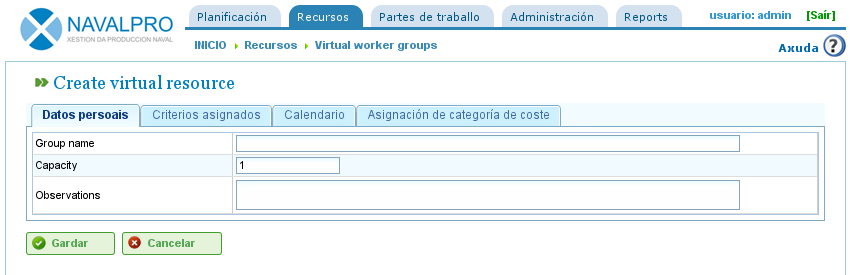 NAVALPRO
XESTION DA PRODUCCION NAVAL
Planificación Recursos Partes de traballo Administración Reports
usuario: admin [Saír]
INICIO Recursos Virtual worker groups
Axuda
Create virtual resource
Datos persoais Criterios asignados Calendario Asignación de categoría de coste
Group name
Capacity 1
Observations
Gardar Cancelar